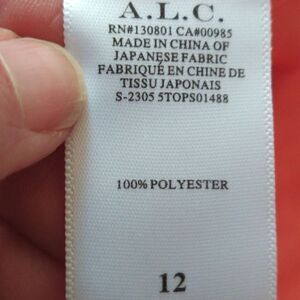 A.L.C.
RN#130801 CA#00985
MADE IN CHINA OF
JAPANESE FABRIC
FABRIQUÉ EN CHINE DE
TISSU JAPONAIS
S-2305 5TOPS01488
100% POLYESTER
12